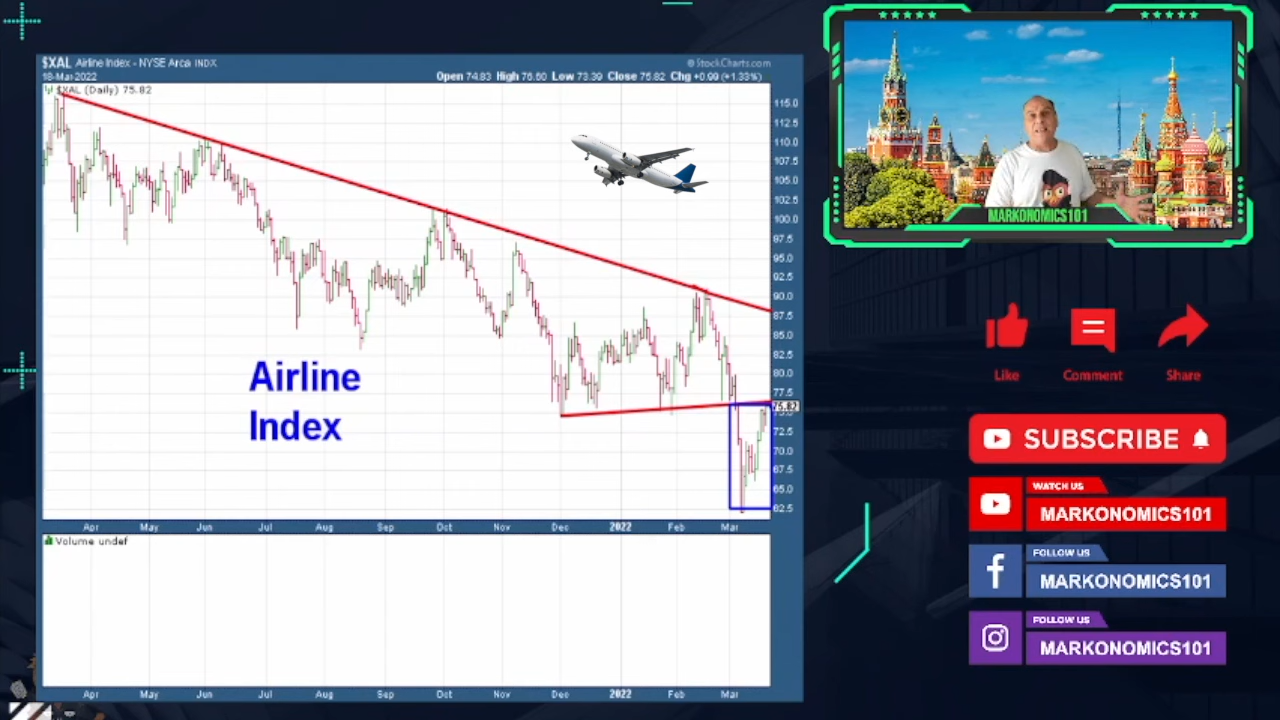 $XAL Airline Index - NYSE Arca INDX
© StockCharts.com
18-Mar-2022
Open 74.83 High 76.60 Low 73.39 Close 75.82 Chg +0.99 (+1.33%)
$XAL (Daily) 75.82
115.0
112.5
110.0
107.5
105.0
102.5
100.0
97.5
95.0
92.5
90.0
87.5
85.0
82.5
80.0
77.5
75.82
72.5
70.0
67.5
65.0
62.5
Airline
Index
Apr May Jun Jul Aug Sep Oct Nov Dec 2022 Feb Mar
Volume undef
Apr May Jun Jul Aug Sep Oct Nov Dec 2022 Feb Mar
MARKONOMICS101
Like Comment Share
SUBSCRIBE
WATCH US
MARKONOMICS101
FOLLOW US
MARKONOMICS101
FOLLOW US
MARKONOMICS101